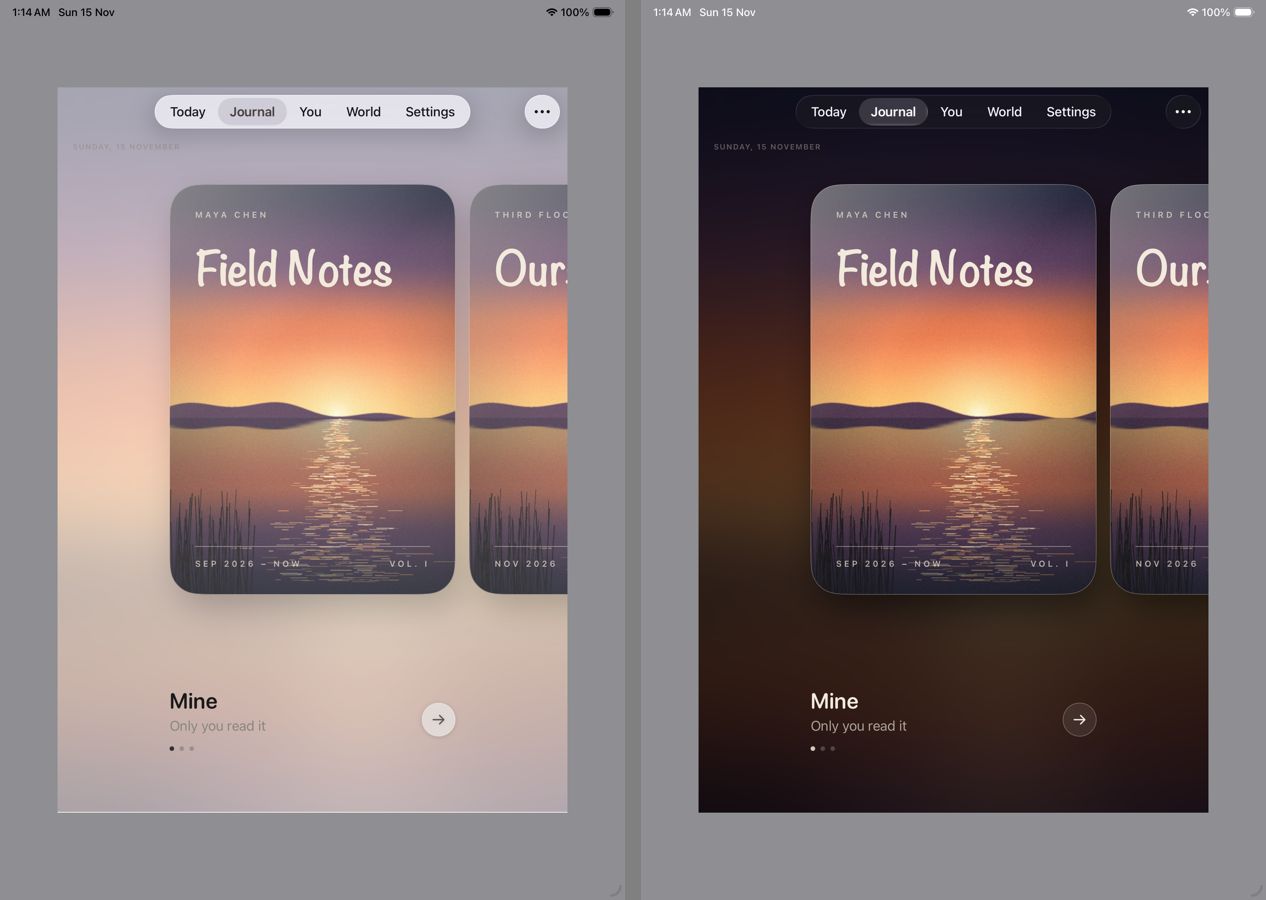 1:14 AM Sun 15 Nov 100%
Today Journal You World Settings
SUNDAY, 15 NOVEMBER
MAYA CHEN
Field Notes
SEP 2026 – NOW VOL. I
THIRD FLOO
Our
NOV 2026
Mine
Only you read it
1:14 AM Sun 15 Nov 100%
Today Journal You World Settings
SUNDAY, 15 NOVEMBER
MAYA CHEN
Field Notes
SEP 2026 – NOW VOL. I
THIRD FLOO
Our
NOV 2026
Mine
Only you read it